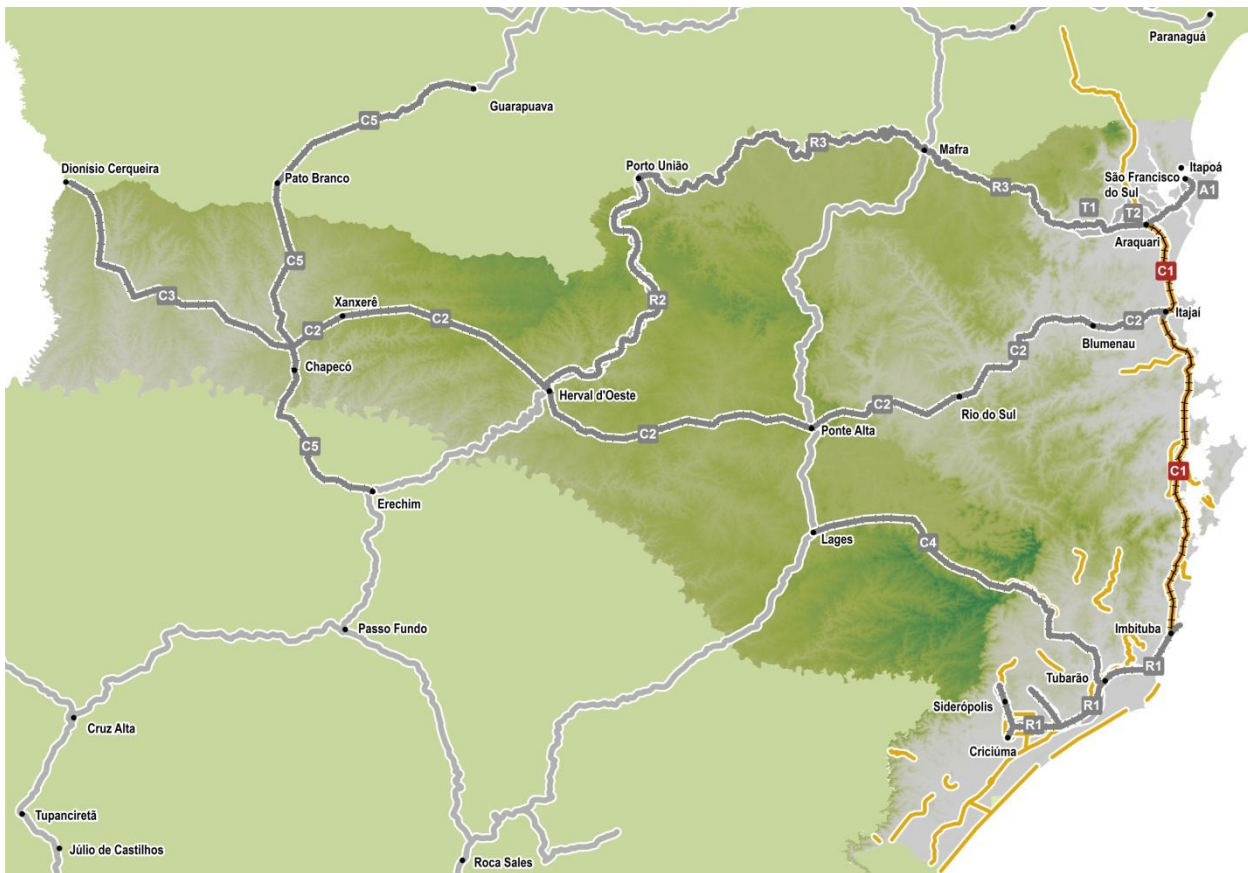 Paranaguá
Guarapuava
C5
R3
Mafra
Porto União
Dionísio Cerqueira
Pato Branco
Itapoá
São Francisco
do Sul
A1
R3
T1
T2
Araquari
C5
C1
C3
Xanxerê
C2
C2
R2
Itajaí
C2
Blumenau
C2
Chapecó
Herval d'Oeste
Rio do Sul
C2
C2
Ponte Alta
C5
C1
Erechim
Lages
C4
Passo Fundo
Imbituba
R1
Tubarão
Siderópolis
R1
R1
Criciúma
Cruz Alta
Tupanciretã
Júlio de Castilhos
Roca Sales